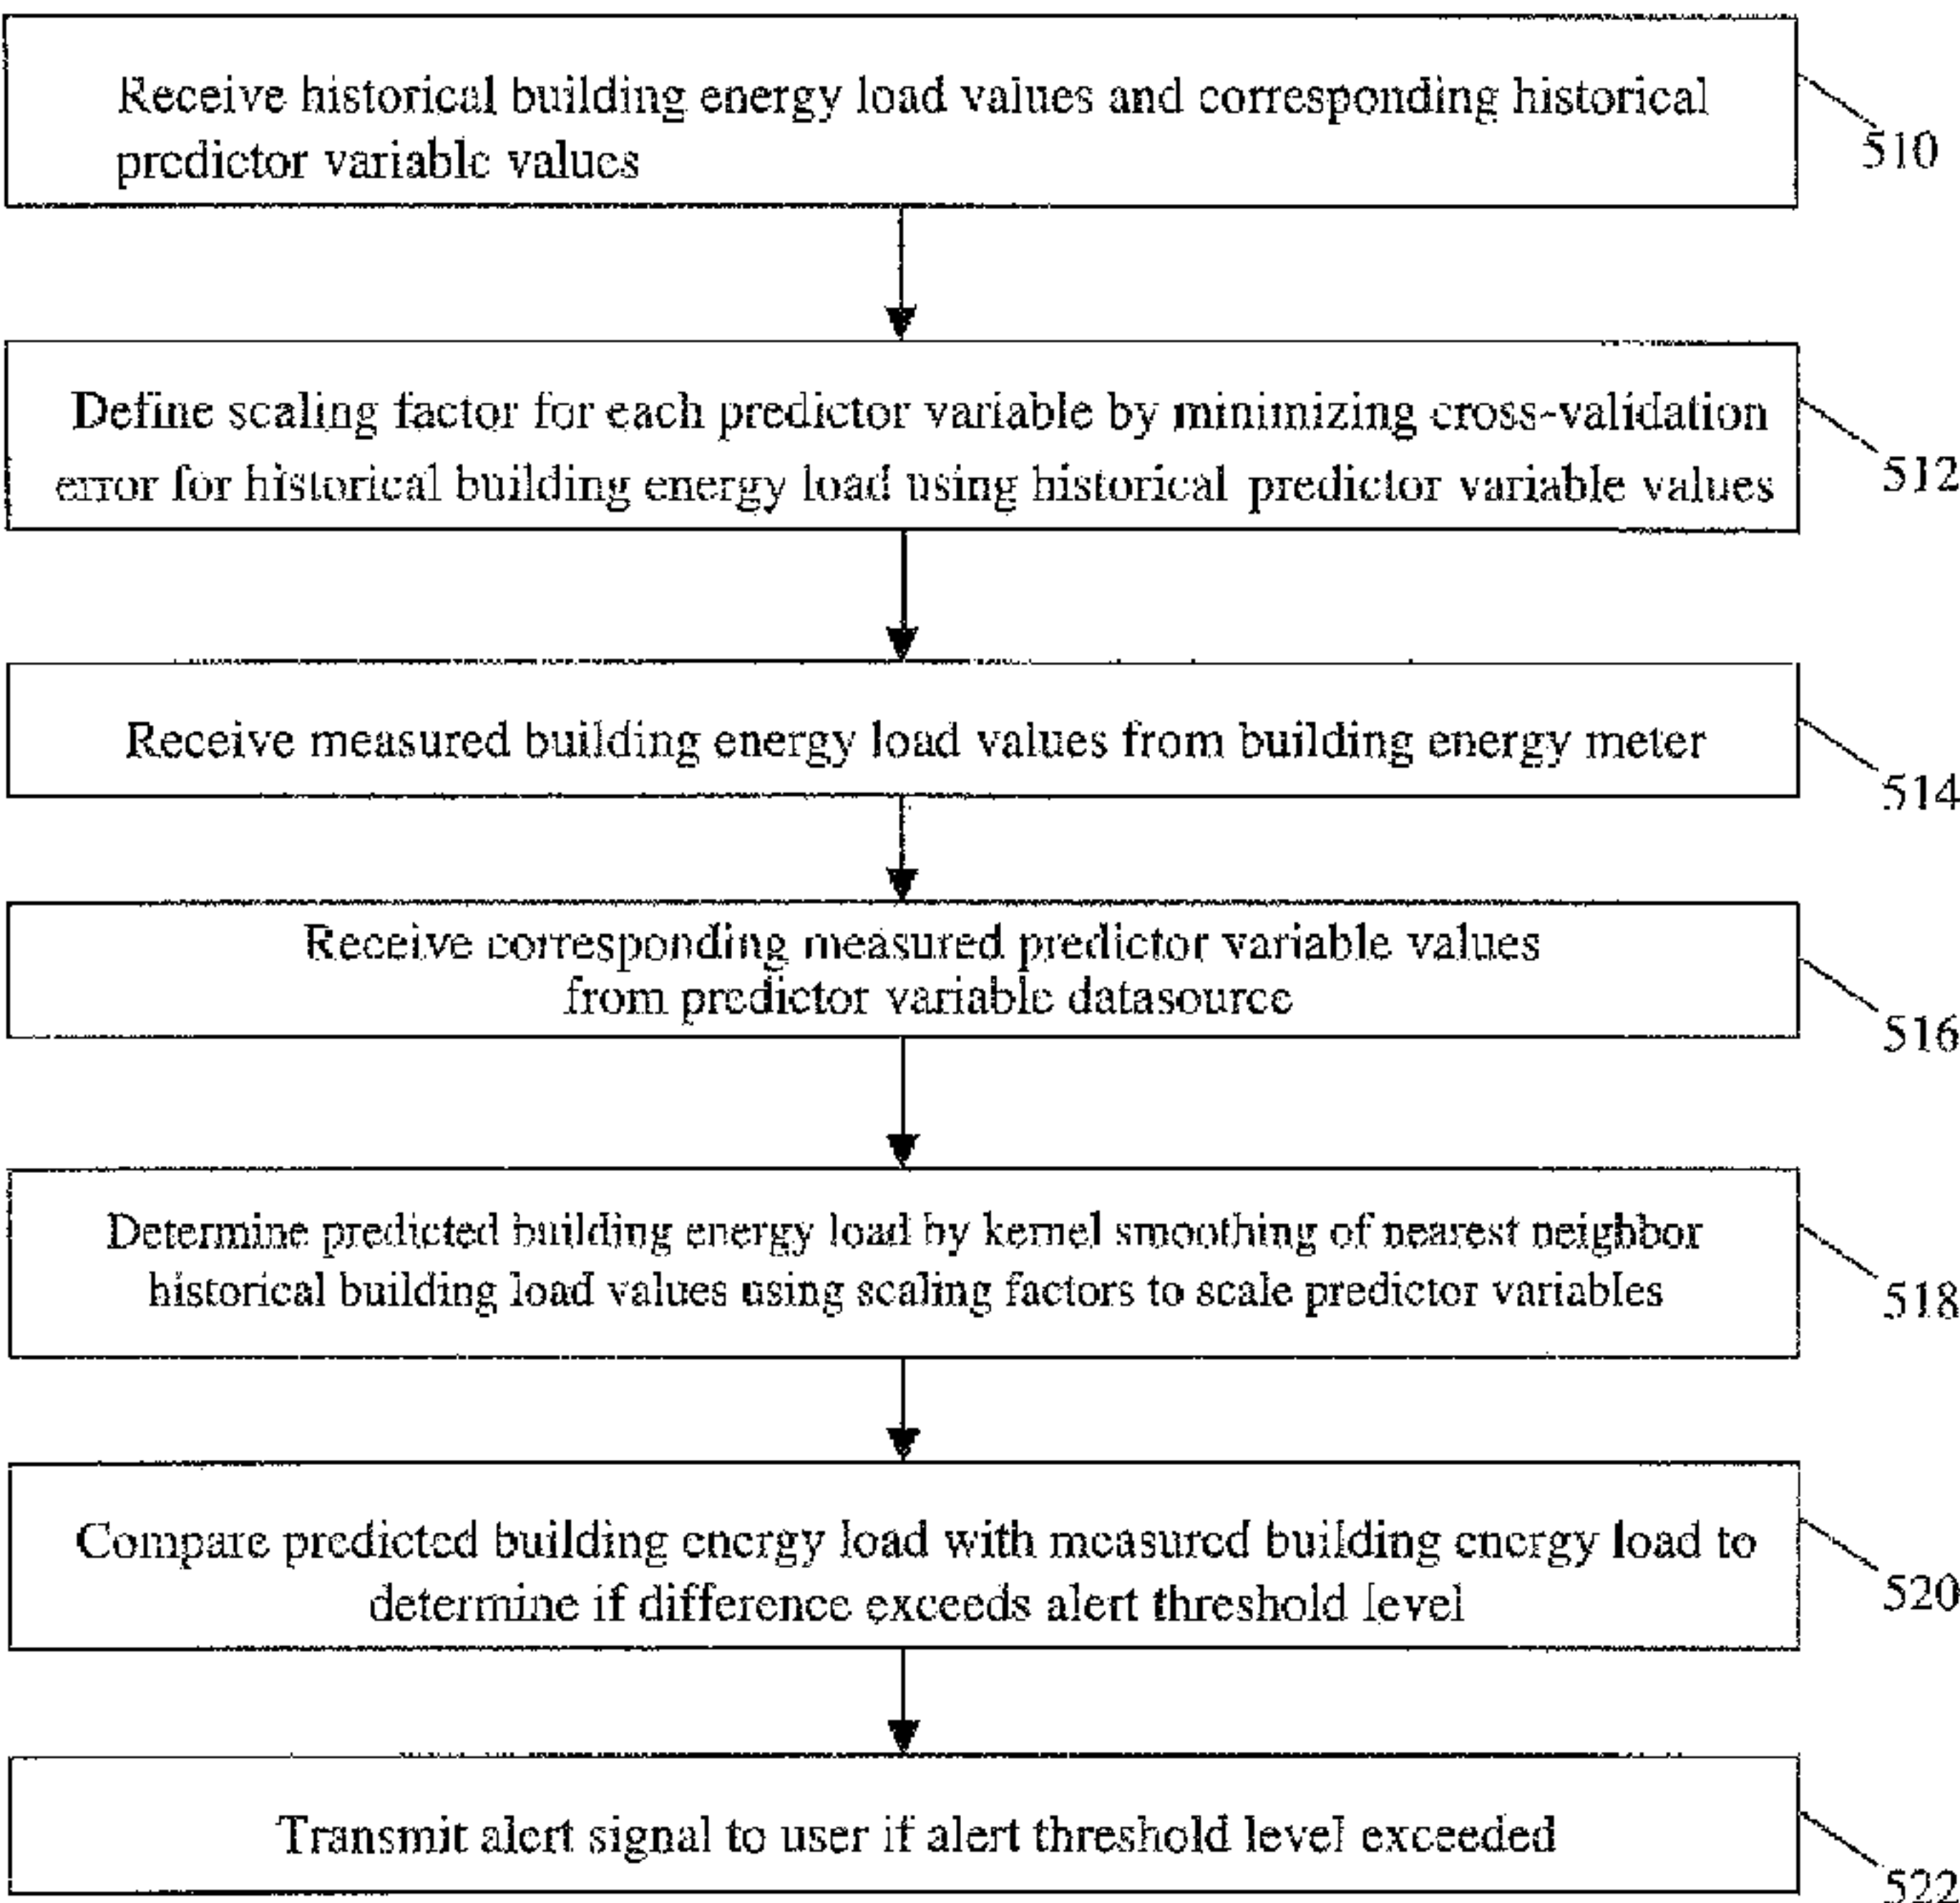 Receive historical building energy load values and corresponding historical
predictor variable values
510
Define scaling factor for each predictor variable by minimizing cross-validation
error for historical building energy load using historical predictor variable values
512
Receive measured building energy load values from building energy meter
514
Receive corresponding measured predictor variable values
from predictor variable datasource
516
Determine predicted building energy load by kernel smoothing of nearest neighbor
historical building load values using scaling factors to scale predictor variables
518
Compare predicted building energy load with measured building energy load to
determine if difference exceeds alert threshold level
520
Transmit alert signal to user if alert threshold level exceeded
522